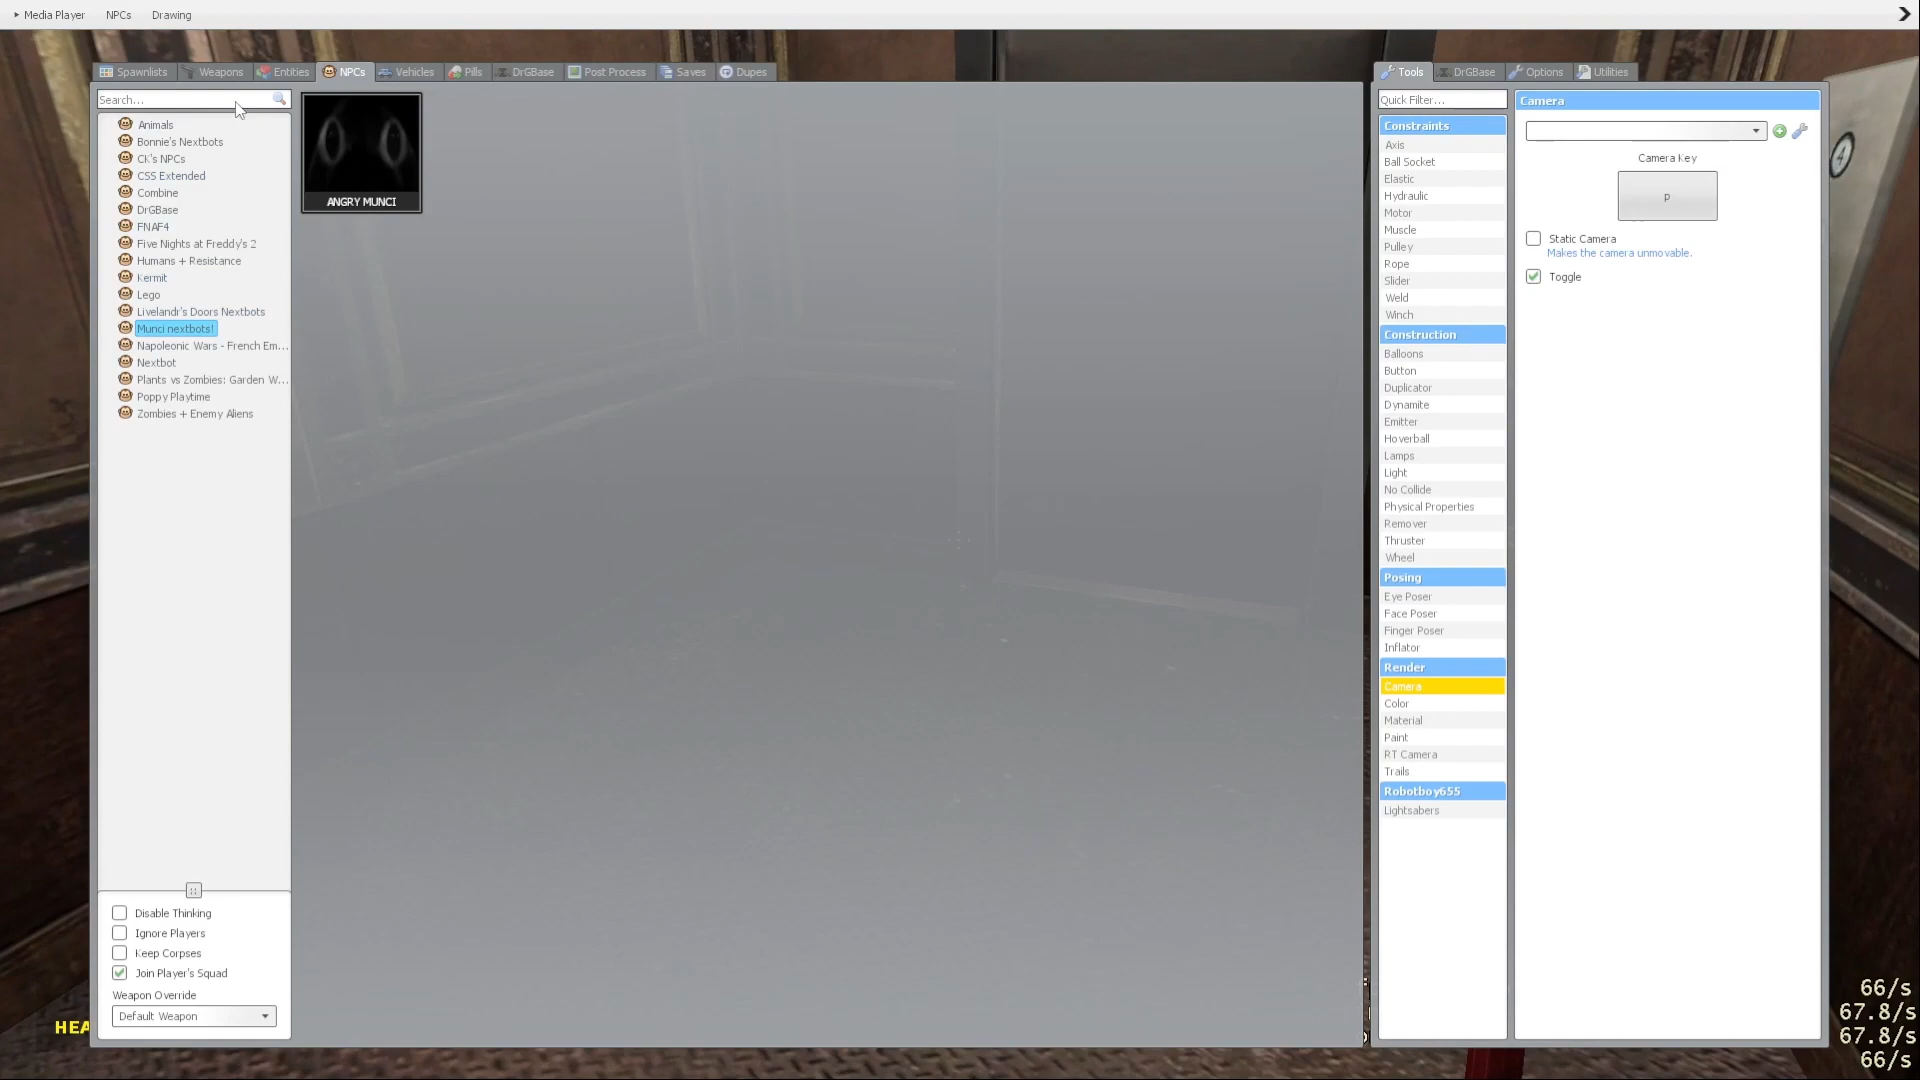 Media Player NPCs Drawing
Spawnlists Weapons Entities NPCs Vehicles Pills DrGBase Post Process Saves Dupes
Search...
Animals
Bonnie's Nextbots
CK's NPCs
CSS Extended
Combine
DrGBase
FNAF4
Five Nights at Freddy's 2
Humans + Resistance
Kermit
Lego
Livelandr's Doors Nextbots
Munci nextbots!
Napoleonic Wars - French Em...
Nextbot
Plants vs Zombies: Garden W...
Poppy Playtime
Zombies + Enemy Aliens
Disable Thinking
Ignore Players
Keep Corpses
Join Player's Squad
Weapon Override
Default Weapon
ANGRY MUNCI
Tools DrGBase Options Utilities
Quick Filter...
Constraints
Axis
Ball Socket
Elastic
Hydraulic
Motor
Muscle
Pulley
Rope
Slider
Weld
Winch
Construction
Balloons
Button
Duplicator
Dynamite
Emitter
Hoverball
Lamps
Light
No Collide
Physical Properties
Remover
Thruster
Wheel
Posing
Eye Poser
Face Poser
Finger Poser
Inflator
Render
Camera
Color
Material
Paint
RT Camera
Trails
Robotboy655
Lightsabers
Camera
Camera Key
p
Static Camera
Makes the camera unmovable.
Toggle
4
HEA
66/s
67.8/s
67.8/s
66/s